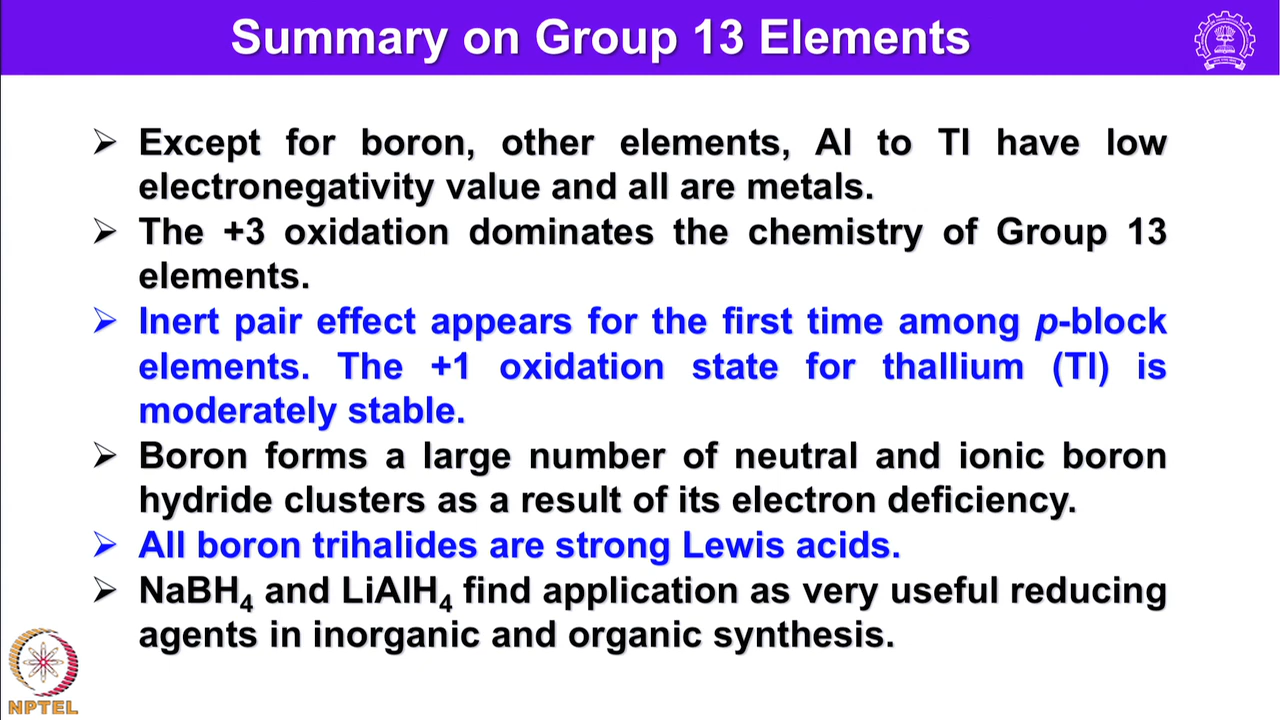 Summary on Group 13 Elements
➢ Except for boron, other elements, Al to Tl have low
electronegativity value and all are metals.
➢ The +3 oxidation dominates the chemistry of Group 13
elements.
➢ Inert pair effect appears for the first time among p-block
elements. The +1 oxidation state for thallium (Tl) is
moderately stable.
➢ Boron forms a large number of neutral and ionic boron
hydride clusters as a result of its electron deficiency.
➢ All boron trihalides are strong Lewis acids.
➢ NaBH₄ and LiAlH₄ find application as very useful reducing
agents in inorganic and organic synthesis.
NPTEL